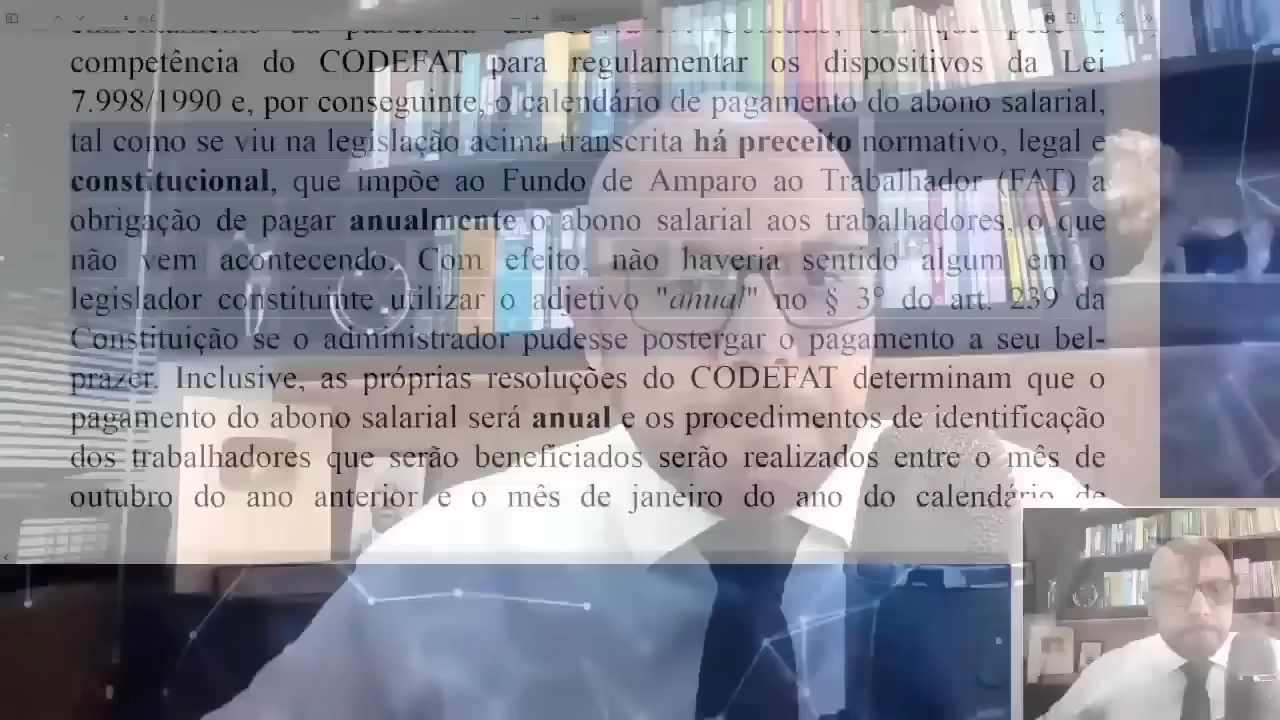 competência do CODEFAT para regulamentar os dispositivos da Lei
7.998/1990 e, por conseguinte, o calendário de pagamento do abono salarial,
tal como se viu na legislação acima transcrita há preceito normativo, legal e
constitucional, que impõe ao Fundo de Amparo ao Trabalhador (FAT) a
obrigação de pagar anualmente o abono salarial aos trabalhadores, o que
não vem acontecendo. Com efeito, não haveria sentido algum em o
legislador constituinte utilizar o adjetivo "anual" no § 3º do art. 239 da
Constituição se o administrador pudesse postergar o pagamento a seu bel-
prazer. Inclusive, as próprias resoluções do CODEFAT determinam que o
pagamento do abono salarial será anual e os procedimentos de identificação
dos trabalhadores que serão beneficiados serão realizados entre o mês de
outubro do ano anterior e o mês de janeiro do ano do calendário de